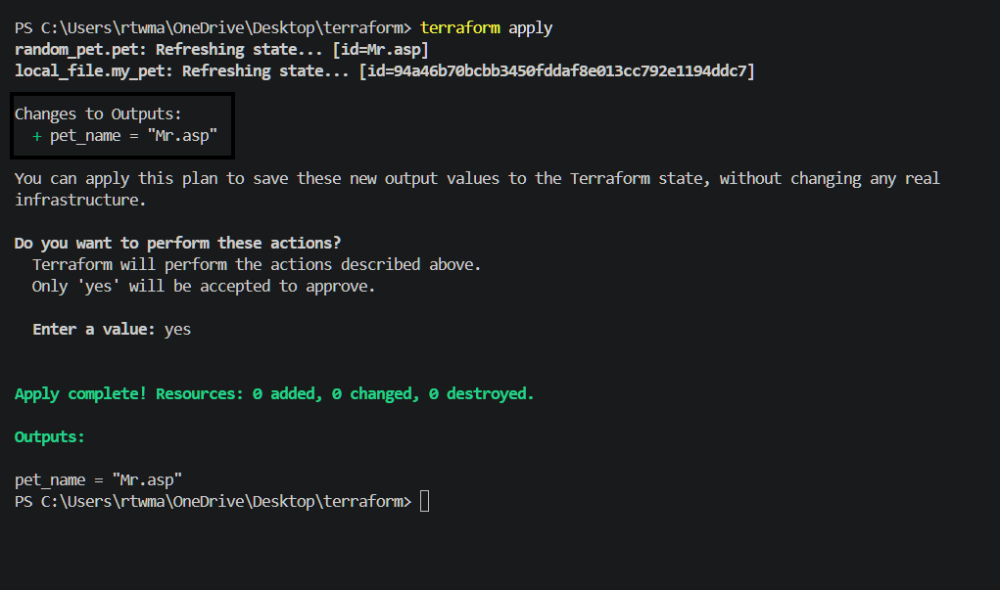 PS C:\Users\rtwma\OneDrive\Desktop\terraform> terraform apply
random_pet.pet: Refreshing state... [id=Mr.asp]
local_file.my_pet: Refreshing state... [id=94a46b70bcbb3450fddaf8e013cc792e1194ddc7]
Changes to Outputs:
  + pet_name = "Mr.asp"
You can apply this plan to save these new output values to the Terraform state, without changing any real
infrastructure.
Do you want to perform these actions?
  Terraform will perform the actions described above.
  Only 'yes' will be accepted to approve.
  Enter a value: yes
Apply complete! Resources: 0 added, 0 changed, 0 destroyed.
Outputs:
pet_name = "Mr.asp"
PS C:\Users\rtwma\OneDrive\Desktop\terraform>